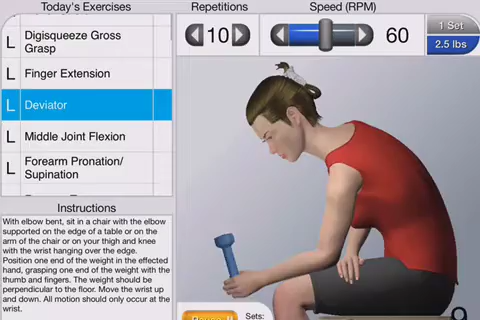 Today's Exercises
Repetitions
Speed (RPM)
10
60
1 Set
2.5 lbs
L Digisqueeze Gross
Grasp
L Finger Extension
L Deviator
L Middle Joint Flexion
L Forearm Pronation/
Supination
Instructions
With elbow bent, sit in a chair with the elbow
supported on the edge of a table or on the
arm of the chair or on your thigh and knee
with the wrist hanging over the edge.
Position one end of the weight in the effected
hand, grasping one end of the weight with the
thumb and fingers. The weight should be
perpendicular to the floor. Move the wrist up
and down. All motion should only occur at the
wrist.
Sets: